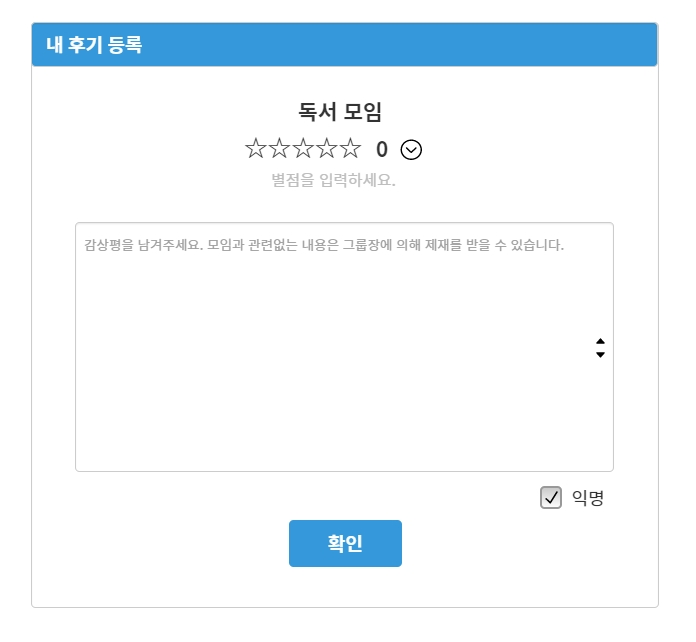 내 후기 등록
독서 모임
☆☆☆☆☆ 0
별점을 입력하세요.
감상평을 남겨주세요. 모임과 관련없는 내용은 그룹장에 의해 제재를 받을 수 있습니다.
익명
확인